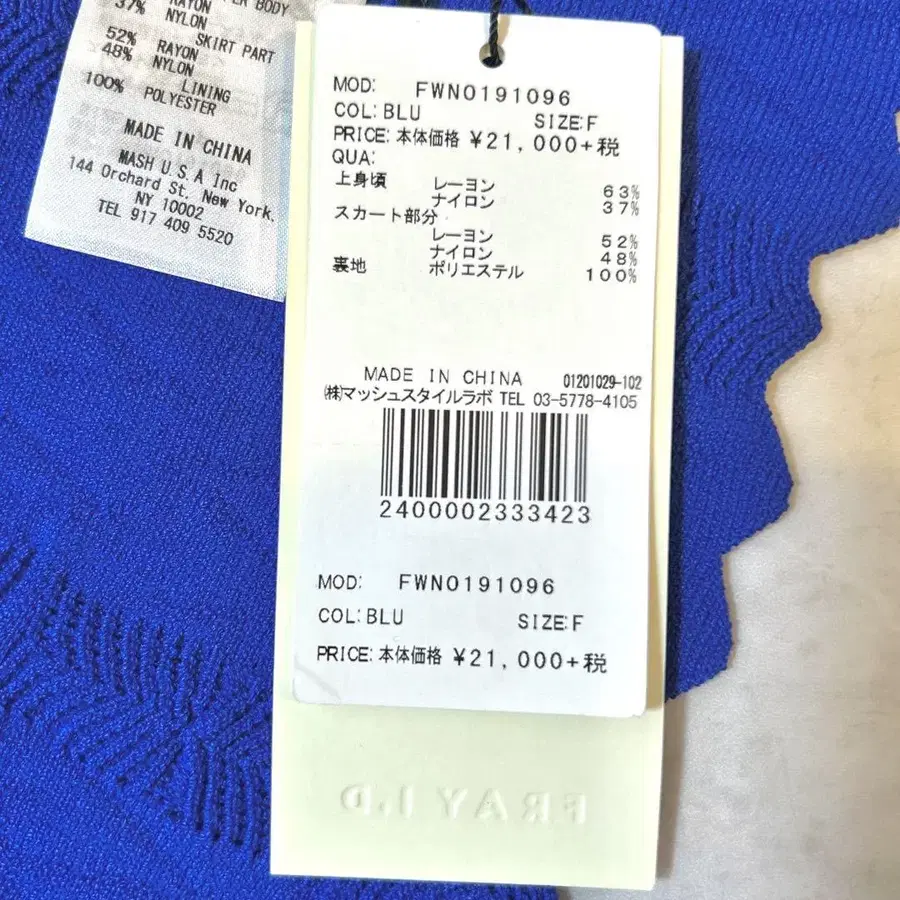 BODY
37% RAYON
NYLON
SKIRT PART
52% RAYON
48% NYLON
LINING
100% POLYESTER
MADE IN CHINA
MASH U.S.A Inc
144 Orchard St. New York.
NY 10002
TEL 917 409 5520
MOD: FWN0191096
COL:BLU SIZE:F
PRICE:本体価格 ¥21,000+税
QUA:
上身頃 レーヨン 63%
ナイロン 37%
スカート部分
レーヨン 52%
ナイロン 48%
裏地 ポリエステル 100%
MADE IN CHINA 01201029-102
㈱マッシュスタイルラボ TEL 03-5778-4105
2400002333423
MOD: FWN0191096
COL:BLU SIZE:F
PRICE:本体価格 ¥21,000+税
FRAY I.D